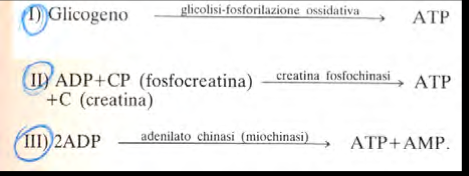 I) Glicogeno glicolisi-fosforilazione ossidativa → ATP
II) ADP+CP (fosfocreatina) creatina fosfochinasi → ATP
+C (creatina)
III) 2ADP adenilato chinasi (miochinasi) → ATP+AMP.